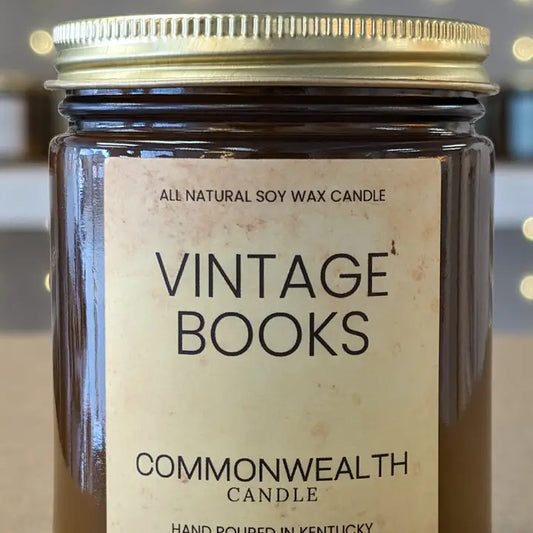 ALL NATURAL SOY WAX CANDLE
VINTAGE
BOOKS
COMMONWEALTH
CANDLE
HAND POURED IN KENTUCKY